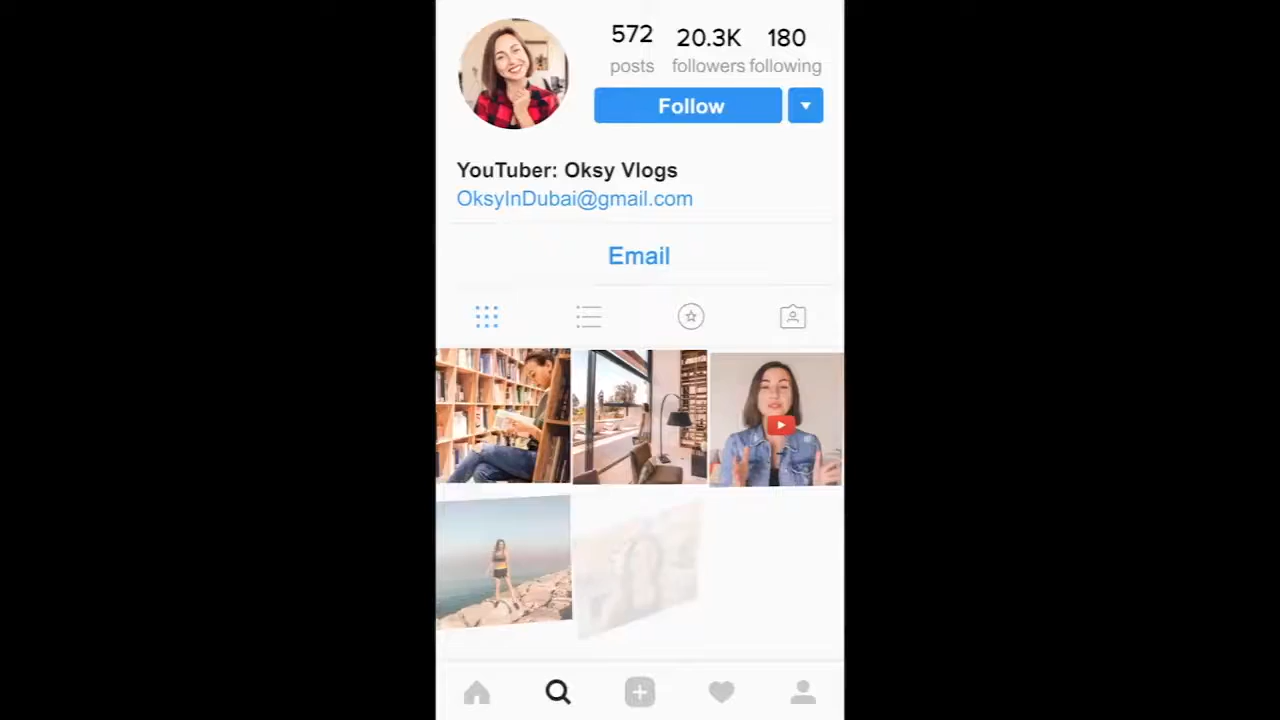 572 20.3K 180
posts followers following
Follow
YouTuber: Oksy Vlogs
OksyInDubai@gmail.com
Email